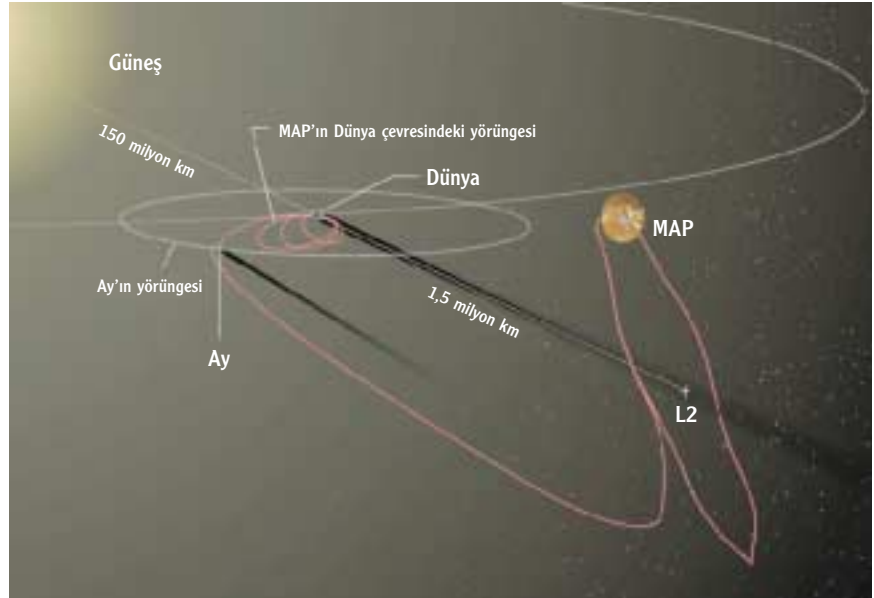 Güneş
150 milyon km
MAP'ın Dünya çevresindeki yörüngesi
Dünya
MAP
Ay'ın yörüngesi
1,5 milyon km
Ay
L2